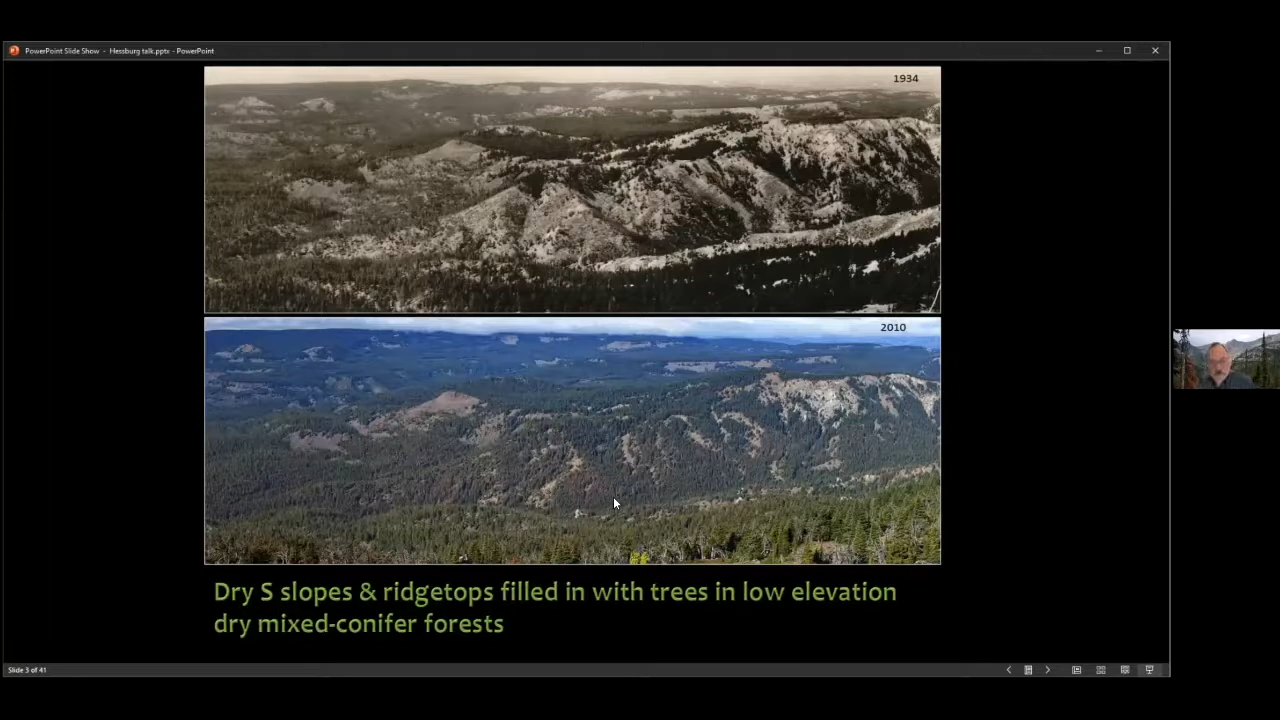 PowerPoint Slide Show - Hessburg talk.pptx - PowerPoint
1934
2010
Dry S slopes & ridgetops filled in with trees in low elevation
dry mixed-conifer forests
Slide 3 of 41